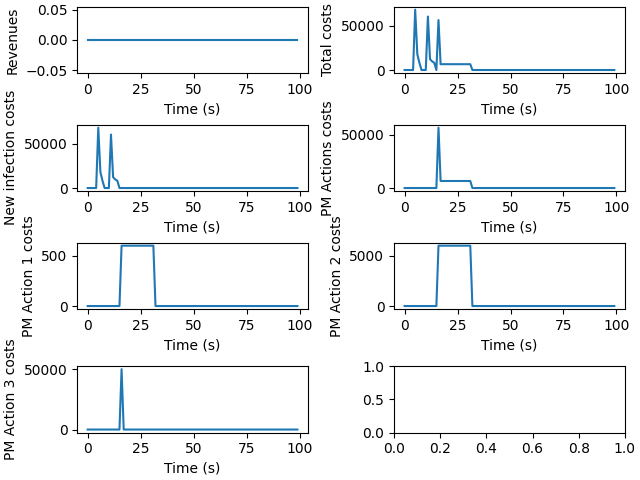 Revenues
0.05
0.00
−0.05
0 25 50 75 100
Time (s)
Total costs
50000
0
0 25 50 75 100
Time (s)
New infection costs
50000
0
0 25 50 75 100
Time (s)
PM Actions costs
50000
0
0 25 50 75 100
Time (s)
PM Action 1 costs
500
0
0 25 50 75 100
Time (s)
PM Action 2 costs
5000
0
0 25 50 75 100
Time (s)
PM Action 3 costs
50000
0
0 25 50 75 100
Time (s)
1.0
0.5
0.0
0.0 0.2 0.4 0.6 0.8 1.0